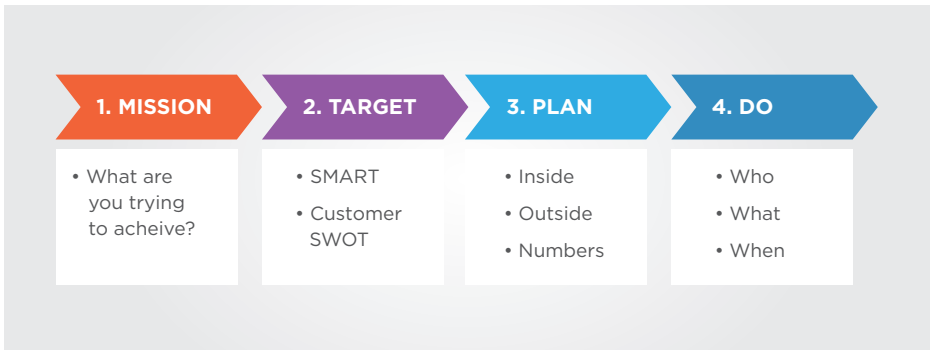 1. MISSION
• What are
you trying
to acheive?
2. TARGET
• SMART
• Customer
SWOT
3. PLAN
• Inside
• Outside
• Numbers
4. DO
• Who
• What
• When